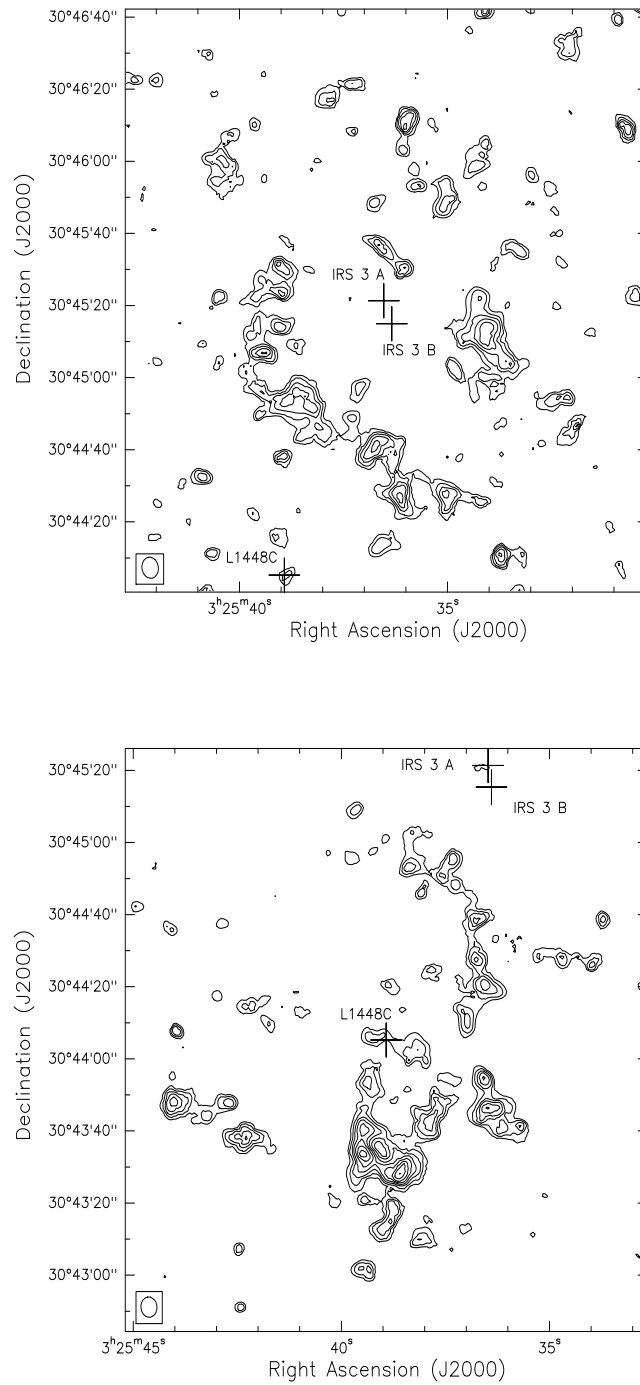 30°46'40"
30°46'20"
30°46'00"
30°45'40"
30°45'20"
30°45'00"
30°44'40"
30°44'20"
Declination (J2000)
IRS 3 A
IRS 3 B
L1448C
3ʰ25ᵐ40ˢ
35ˢ
Right Ascension (J2000)
30°45'20"
30°45'00"
30°44'40"
30°44'20"
30°44'00"
30°43'40"
30°43'20"
30°43'00"
Declination (J2000)
IRS 3 A
IRS 3 B
L1448C
3ʰ25ᵐ45ˢ
40ˢ
35ˢ
Right Ascension (J2000)